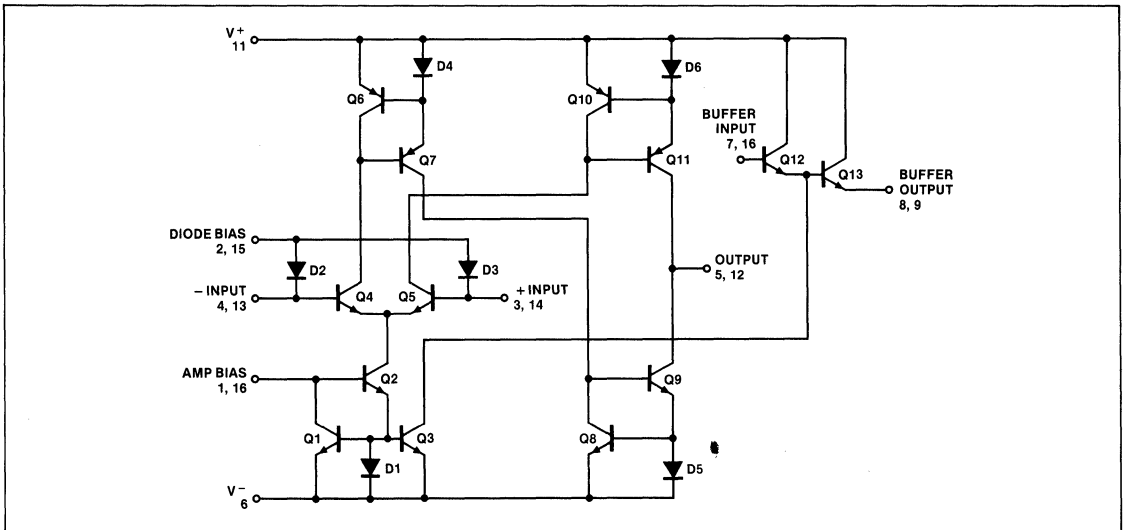 V+
11
D4
D6
Q6
Q10
BUFFER
INPUT
7, 16
Q7
Q11
Q12
Q13
BUFFER
OUTPUT
8, 9
DIODE BIAS
2, 15
D2
D3
OUTPUT
5, 12
– INPUT
4, 13
Q4
Q5
+ INPUT
3, 14
AMP BIAS
1, 16
Q2
Q9
Q1
Q3
Q8
D1
D5
V–
6